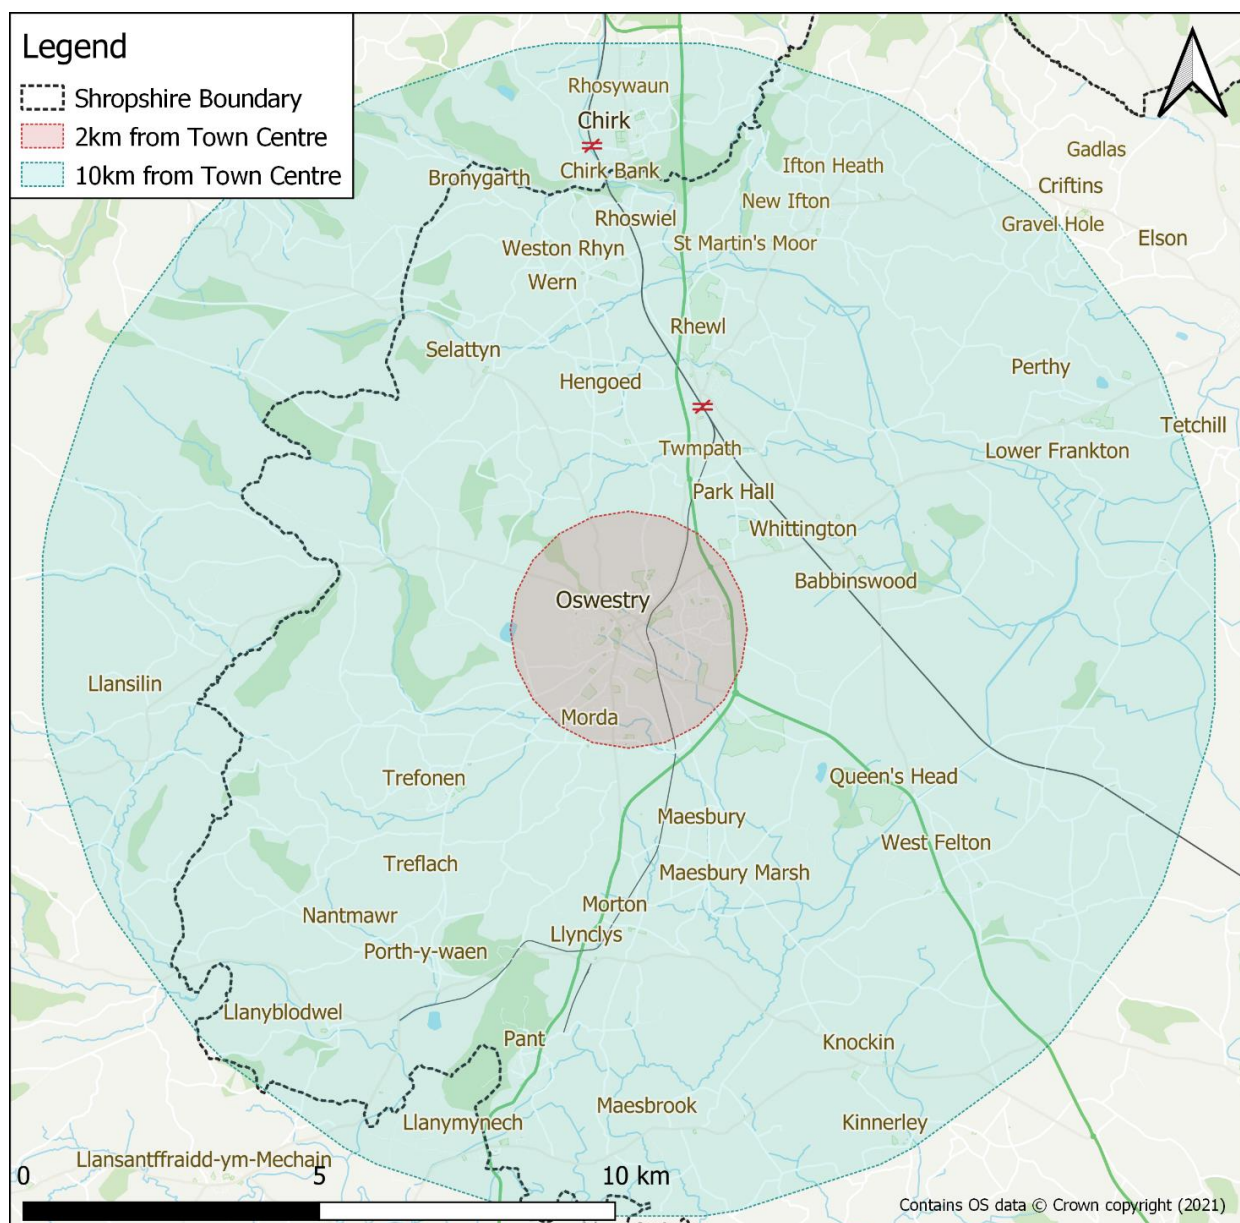 Legend
Shropshire Boundary
2km from Town Centre
10km from Town Centre
Rhosywaun
Chirk
Chirk Bank
Bronygarth
Ifton Heath
Gadlas
Criftins
New Ifton
Gravel Hole
Elson
Rhoswiel
Weston Rhyn
St Martin's Moor
Wern
Rhewl
Selattyn
Hengoed
Perthy
Tetchill
Twmpath
Lower Frankton
Park Hall
Whittington
Babbinswood
Oswestry
Llansilin
Morda
Trefonen
Queen's Head
Maesbury
West Felton
Treflach
Maesbury Marsh
Nantmawr
Morton
Llynclys
Porth-y-waen
Llanyblodwel
Pant
Knockin
Maesbrook
Llanymynech
Kinnerley
Llansantffraidd-ym-Mechain
0 5 10 km
Contains OS data © Crown copyright (2021)